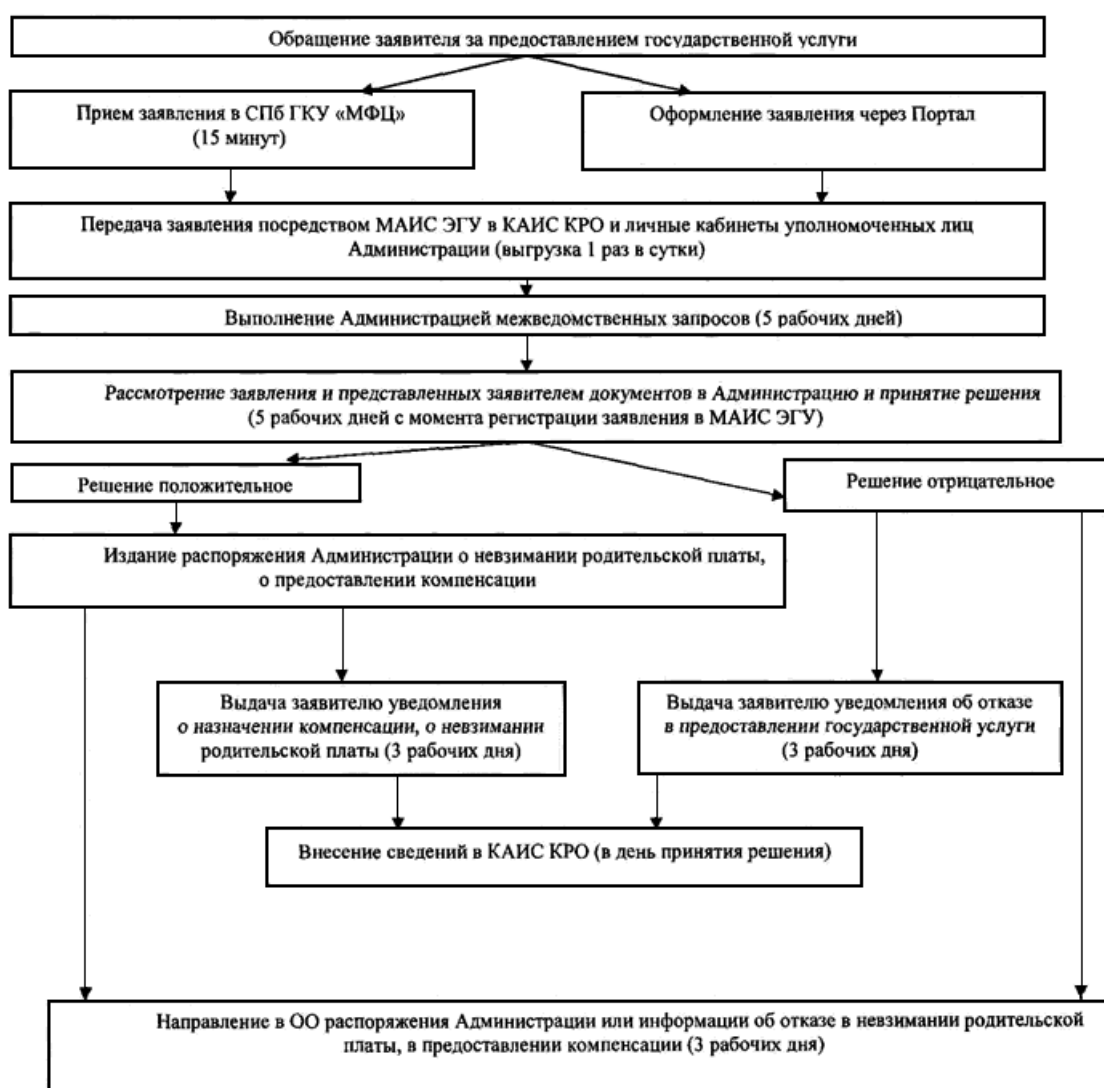 Обращение заявителя за предоставлением государственной услуги
Прием заявления в СПб ГКУ «МФЦ»
(15 минут)
Оформление заявления через Портал
Передача заявления посредством МАИС ЭГУ в КАИС КРО и личные кабинеты уполномоченных лиц
Администрации (выгрузка 1 раз в сутки)
Выполнение Администрацией межведомственных запросов (5 рабочих дней)
Рассмотрение заявления и представленных заявителем документов в Администрацию и принятие решения
(5 рабочих дней с момента регистрации заявления в МАИС ЭГУ)
Решение положительное
Решение отрицательное
Издание распоряжения Администрации о невзимании родительской платы,
о предоставлении компенсации
Выдача заявителю уведомления
о назначении компенсации, о невзимании
родительской платы (3 рабочих дня)
Выдача заявителю уведомления об отказе
в предоставлении государственной услуги
(3 рабочих дня)
Внесение сведений в КАИС КРО (в день принятия решения)
Направление в ОО распоряжения Администрации или информации об отказе в невзимании родительской
платы, в предоставлении компенсации (3 рабочих дня)